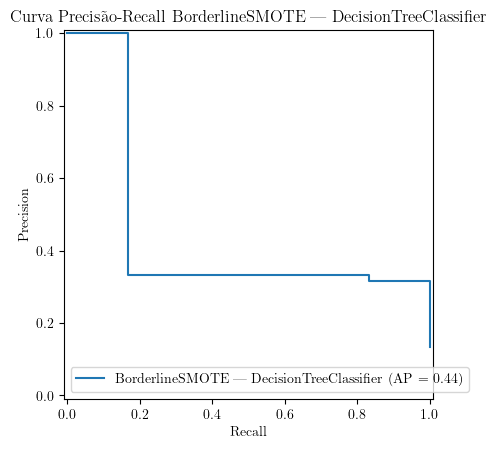 Curva Precisão-Recall BorderlineSMOTE — DecisionTreeClassifier
1.0
0.8
0.6
0.4
0.2
0.0
Precision
BorderlineSMOTE — DecisionTreeClassifier (AP = 0.44)
0.0 0.2 0.4 0.6 0.8 1.0
Recall